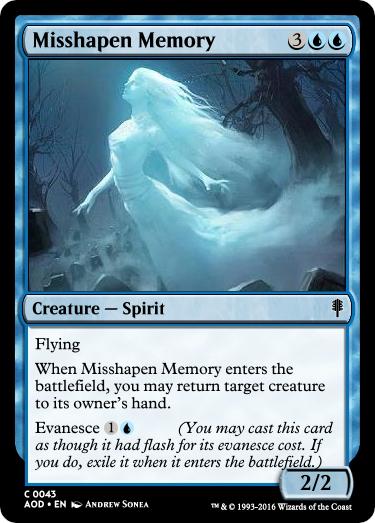 Misshapen Memory 3
Creature — Spirit
Flying
When Misshapen Memory enters the
battlefield, you may return target creature
to its owner's hand.
Evanesce 1 (You may cast this card
as though it had flash for its evanesce cost. If
you do, exile it when it enters the battlefield.)
2/2
C 0043
AOD • EN Andrew Sonea
™ & © 1993-2016 Wizards of the Coast